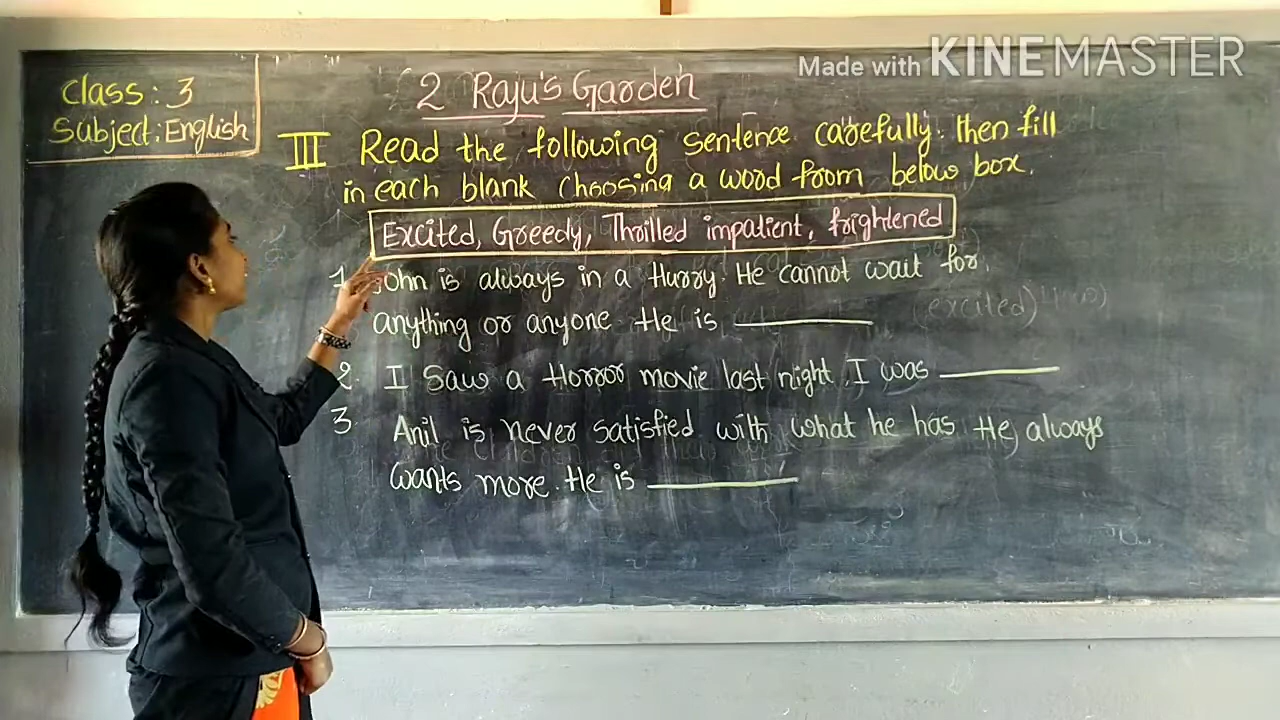 Made with KINEMASTER
Class: 3
Subject: English
2 Raju's Garden
III Read the following sentence carefully. then fill
in each blank choosing a word from below box.
Excited, Greedy, Thrilled impatient, frightened
1. John is always in a Hurry. He cannot wait for
anything or anyone. He is ______
(excited)
2. I saw a Horror movie last night. I was ______
3 Anil is never satisfied with what he has He always
wants more. He is ______